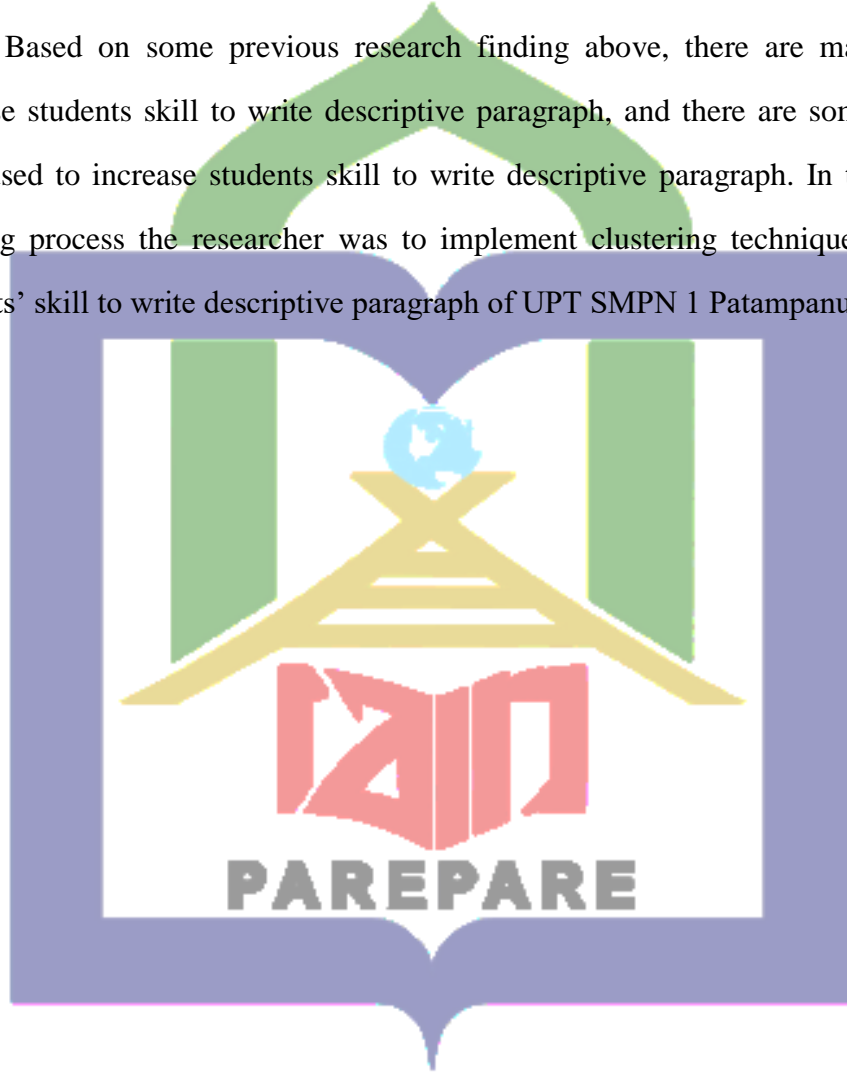 Based on some previous research finding above, there are ma
e students skill to write descriptive paragraph, and there are son
sed to increase students skill to write descriptive paragraph. In
g process the researcher was to implement clustering technique
ts’ skill to write descriptive paragraph of UPT SMPN 1 Patampanu
iain
PAREPARE